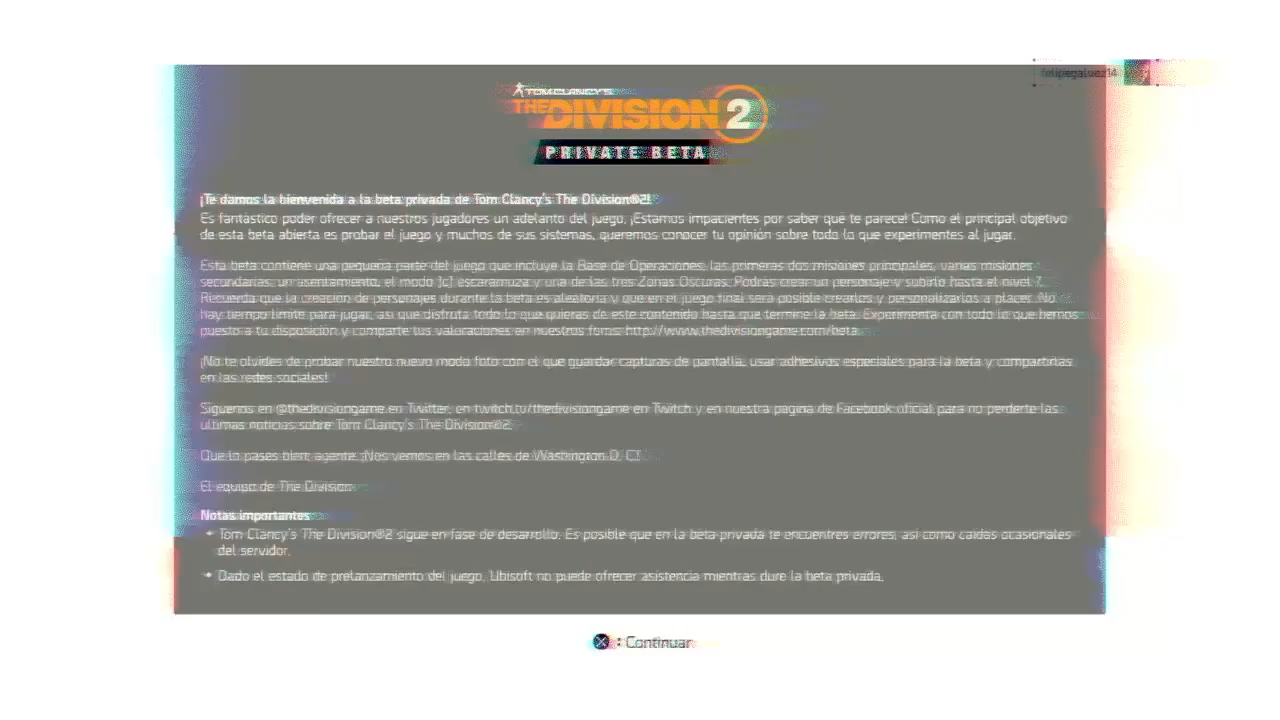 felipegalvez14
TOM CLANCY'S
THE DIVISION 2
PRIVATE BETA
¡Te damos la bienvenida a la beta privada de Tom Clancy's The Division®2!
Es fantástico poder ofrecer a nuestros jugadores un adelanto del juego. ¡Estamos impacientes por saber qué te parece! Como el principal objetivo
de esta beta abierta es probar el juego y muchos de sus sistemas, queremos conocer tu opinión sobre todo lo que experimentes al jugar.
Esta beta contiene una pequeña parte del juego que incluye la Base de Operaciones, las primeras dos misiones principales, varias misiones
secundarias, un asentamiento, el modo [c] escaramuza y una de las tres Zonas Oscuras. Podrás crear un personaje y subirlo hasta el nivel 7.
Recuerda que la creación de personajes durante la beta es aleatoria y que en el juego final será posible crearlos y personalizarlos a placer. No
hay tiempo límite para jugar, así que disfruta todo lo que quieras de este contenido hasta que termine la beta. Experimenta con todo lo que hemos
puesto a tu disposición y comparte tus valoraciones en nuestros foros: http://www.thedivisiongame.com/beta.
¡No te olvides de probar nuestro nuevo modo foto con el que guardar capturas de pantalla, usar adhesivos especiales para la beta y compartirlas
en las redes sociales!
Síguenos en @thedivisiongame en Twitter, en twitch.tv/thedivisiongame en Twitch y en nuestra página de Facebook oficial para no perderte las
últimas noticias sobre Tom Clancy's The Division®2.
Que lo pases bien, agente. ¡Nos vemos en las calles de Washington D. C.!
El equipo de The Division
Notas importantes
Tom Clancy's The Division®2 sigue en fase de desarrollo. Es posible que en la beta privada te encuentres errores, así como caídas ocasionales
del servidor.
Dado el estado de prelanzamiento del juego, Ubisoft no puede ofrecer asistencia mientras dure la beta privada.
: Continuar